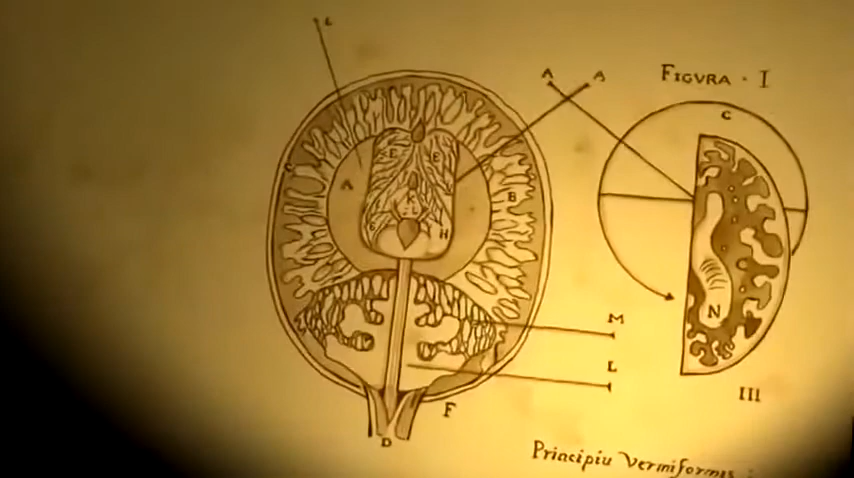 L
A A
FIGVRA · I
C
E E
A
B
K
G H
N
M
L
III
F
D
Principiu vermiformis :